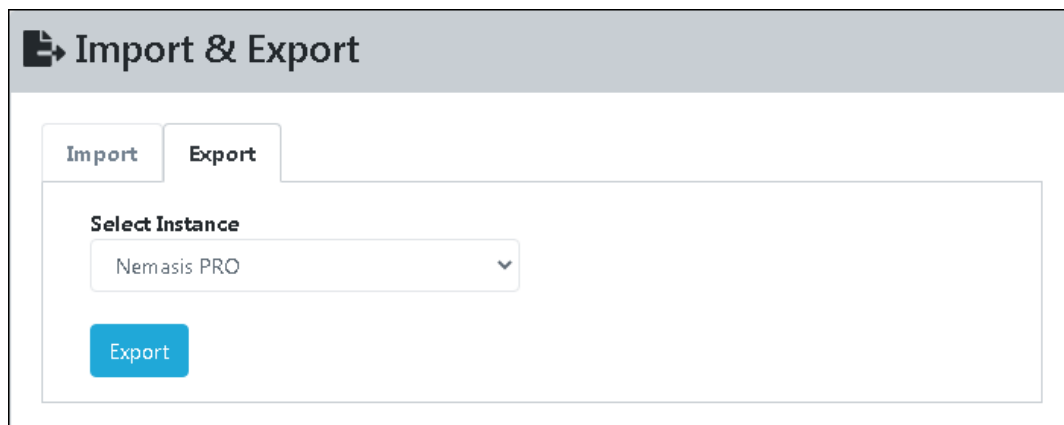 Import & Export
Import Export
Select Instance
Nemasis PRO
Export